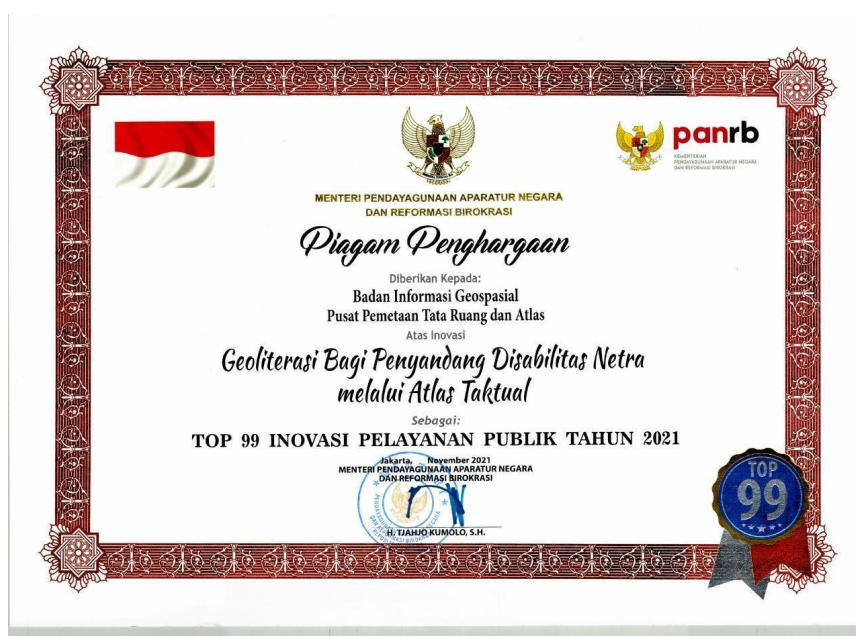 panrb
KEMENTERIAN
PENDAYAGUNAAN APARATUR NEGARA
DAN REFORMASI BIROKRASI
MENTERI PENDAYAGUNAAN APARATUR NEGARA
DAN REFORMASI BIROKRASI
Piagam Penghargaan
Diberikan Kepada:
Badan Informasi Geospasial
Pusat Pemetaan Tata Ruang dan Atlas
Atas Inovasi
Geoliterasi Bagi Penyandang Disabilitas Netra
melalui Atlas Taktual
Sebagai:
TOP 99 INOVASI PELAYANAN PUBLIK TAHUN 2021
Jakarta, November 2021
MENTERI PENDAYAGUNAAN APARATUR NEGARA
DAN REFORMASI BIROKRASI
H. TJAHJO KUMOLO, S.H.
TOP
99